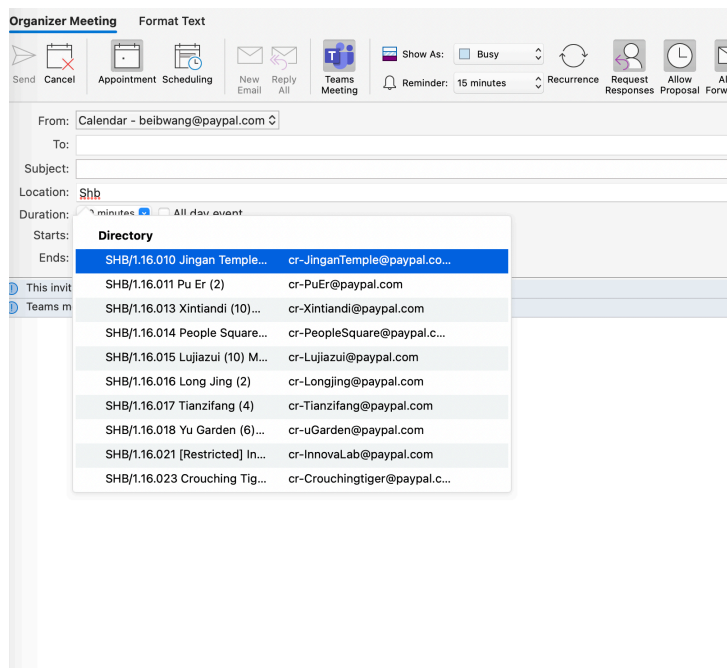 Organizer Meeting Format Text
Send Cancel Appointment Scheduling New Email Reply All Teams Meeting Show As: Busy Recurrence Request Responses Allow Proposal
Reminder: 15 minutes
From: Calendar - beibwang@paypal.com
To:
Subject:
Location: Shb
Duration: minutes All day event
Starts: Directory
Ends: SHB/1.16.010 Jingan Temple... cr-JinganTemple@paypal.co...
SHB/1.16.011 Pu Er (2) cr-PuEr@paypal.com
This invit
SHB/1.16.013 Xintiandi (10)... cr-Xintiandi@paypal.com
Teams m
SHB/1.16.014 People Square... cr-PeopleSquare@paypal.c...
SHB/1.16.015 Lujiazui (10) M... cr-Lujiazui@paypal.com
SHB/1.16.016 Long Jing (2) cr-Longjing@paypal.com
SHB/1.16.017 Tianzifang (4) cr-Tianzifang@paypal.com
SHB/1.16.018 Yu Garden (6)... cr-uGarden@paypal.com
SHB/1.16.021 [Restricted] In... cr-InnovaLab@paypal.com
SHB/1.16.023 Crouching Tig... cr-Crouchingtiger@paypal.c...